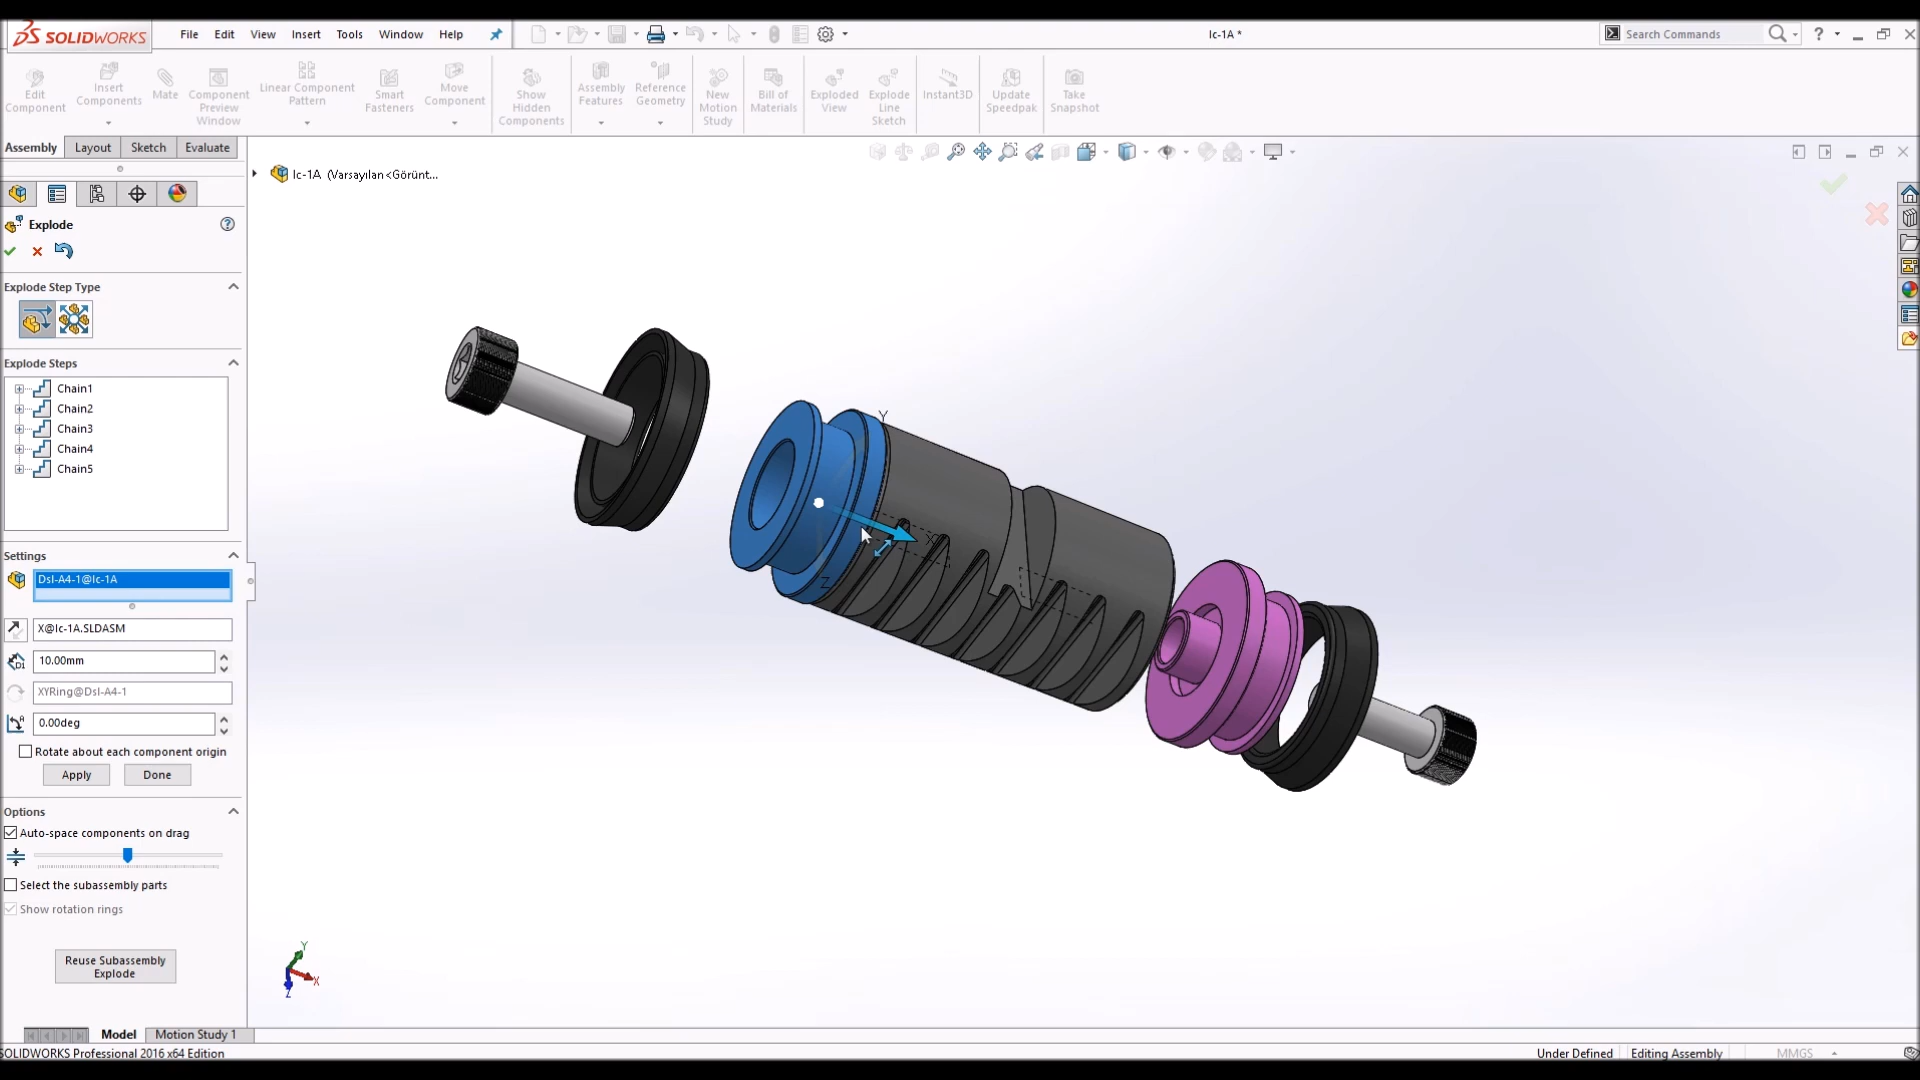 SOLIDWORKS File Edit View Insert Tools Window Help Ic-1A * Search Commands ?
Edit Component
Insert Components
Mate
Component Preview Window
Linear Component Pattern
Smart Fasteners
Move Component
Show Hidden Components
Assembly Features
Reference Geometry
New Motion Study
Bill of Materials
Exploded View
Explode Line Sketch
Instant3D
Update Speedpak
Take Snapshot
Assembly Layout Sketch Evaluate
Ic-1A (Varsayılan<Görünt...
Explode
Explode Step Type
Explode Steps
Chain1
Chain2
Chain3
Chain4
Chain5
Settings
Dsl-A4-1@Ic-1A
X@Ic-1A.SLDASM
D1 10.00mm
XYRing@Dsl-A4-1
0.00deg
Rotate about each component origin
Apply Done
Options
Auto-space components on drag
Select the subassembly parts
Show rotation rings
Reuse Subassembly
Explode
Y
X
Z
Y
X
Z
Model Motion Study 1
SOLIDWORKS Professional 2016 x64 Edition Under Defined Editing Assembly MMGS